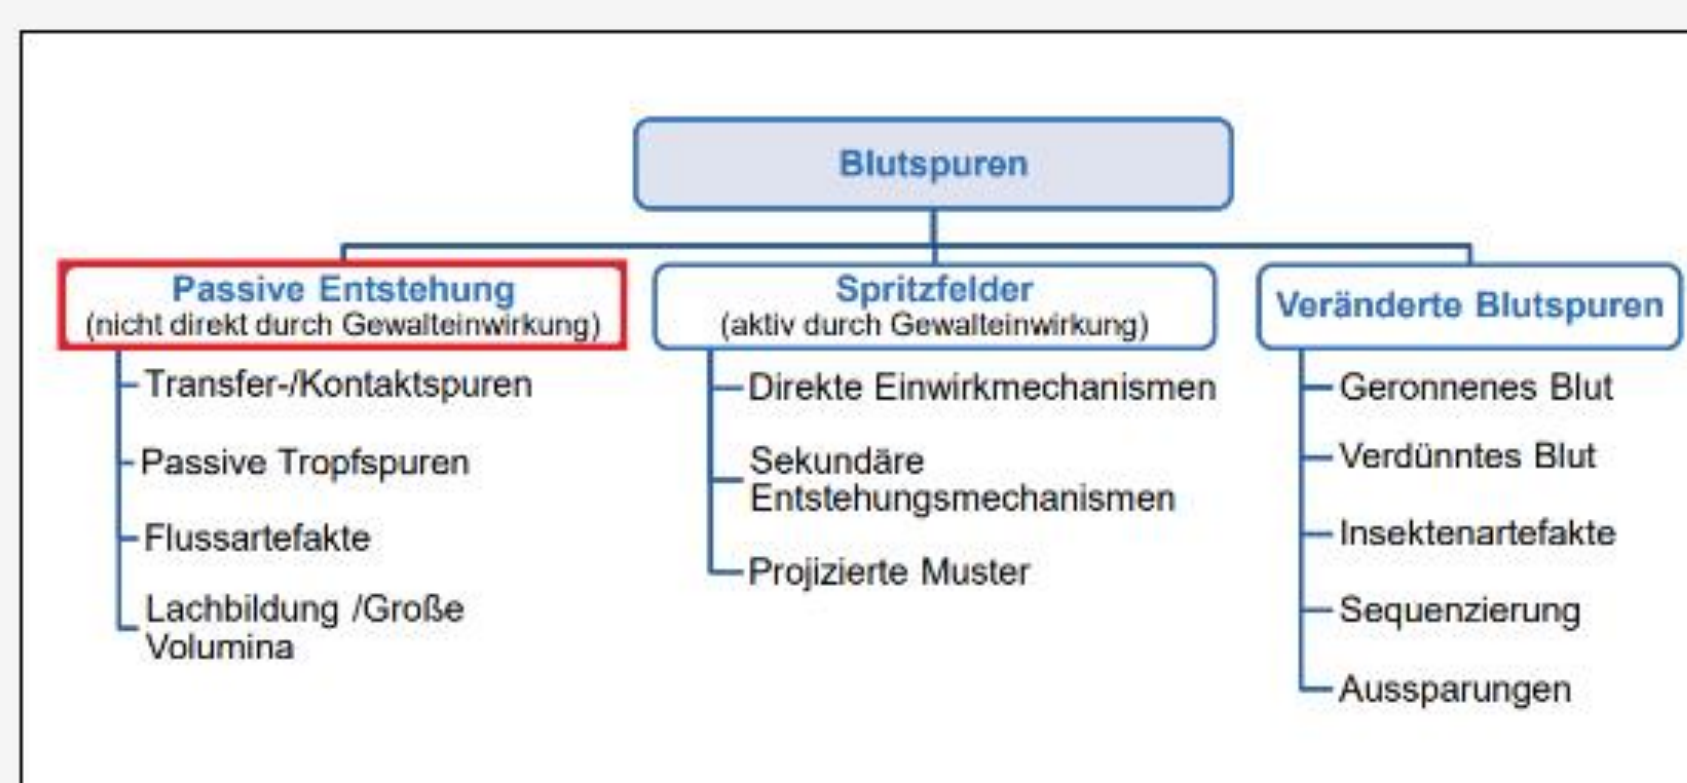 Blutspuren
Passive Entstehung
(nicht direkt durch Gewalteinwirkung)
Transfer-/Kontaktspuren
Passive Tropfspuren
Flussartefakte
Lachbildung /Große
Volumina
Spritzfelder
(aktiv durch Gewalteinwirkung)
Direkte Einwirkmechanismen
Sekundäre
Entstehungsmechanismen
Projizierte Muster
Veränderte Blutspuren
Geronnenes Blut
Verdünntes Blut
Insektenartefakte
Sequenzierung
Aussparungen